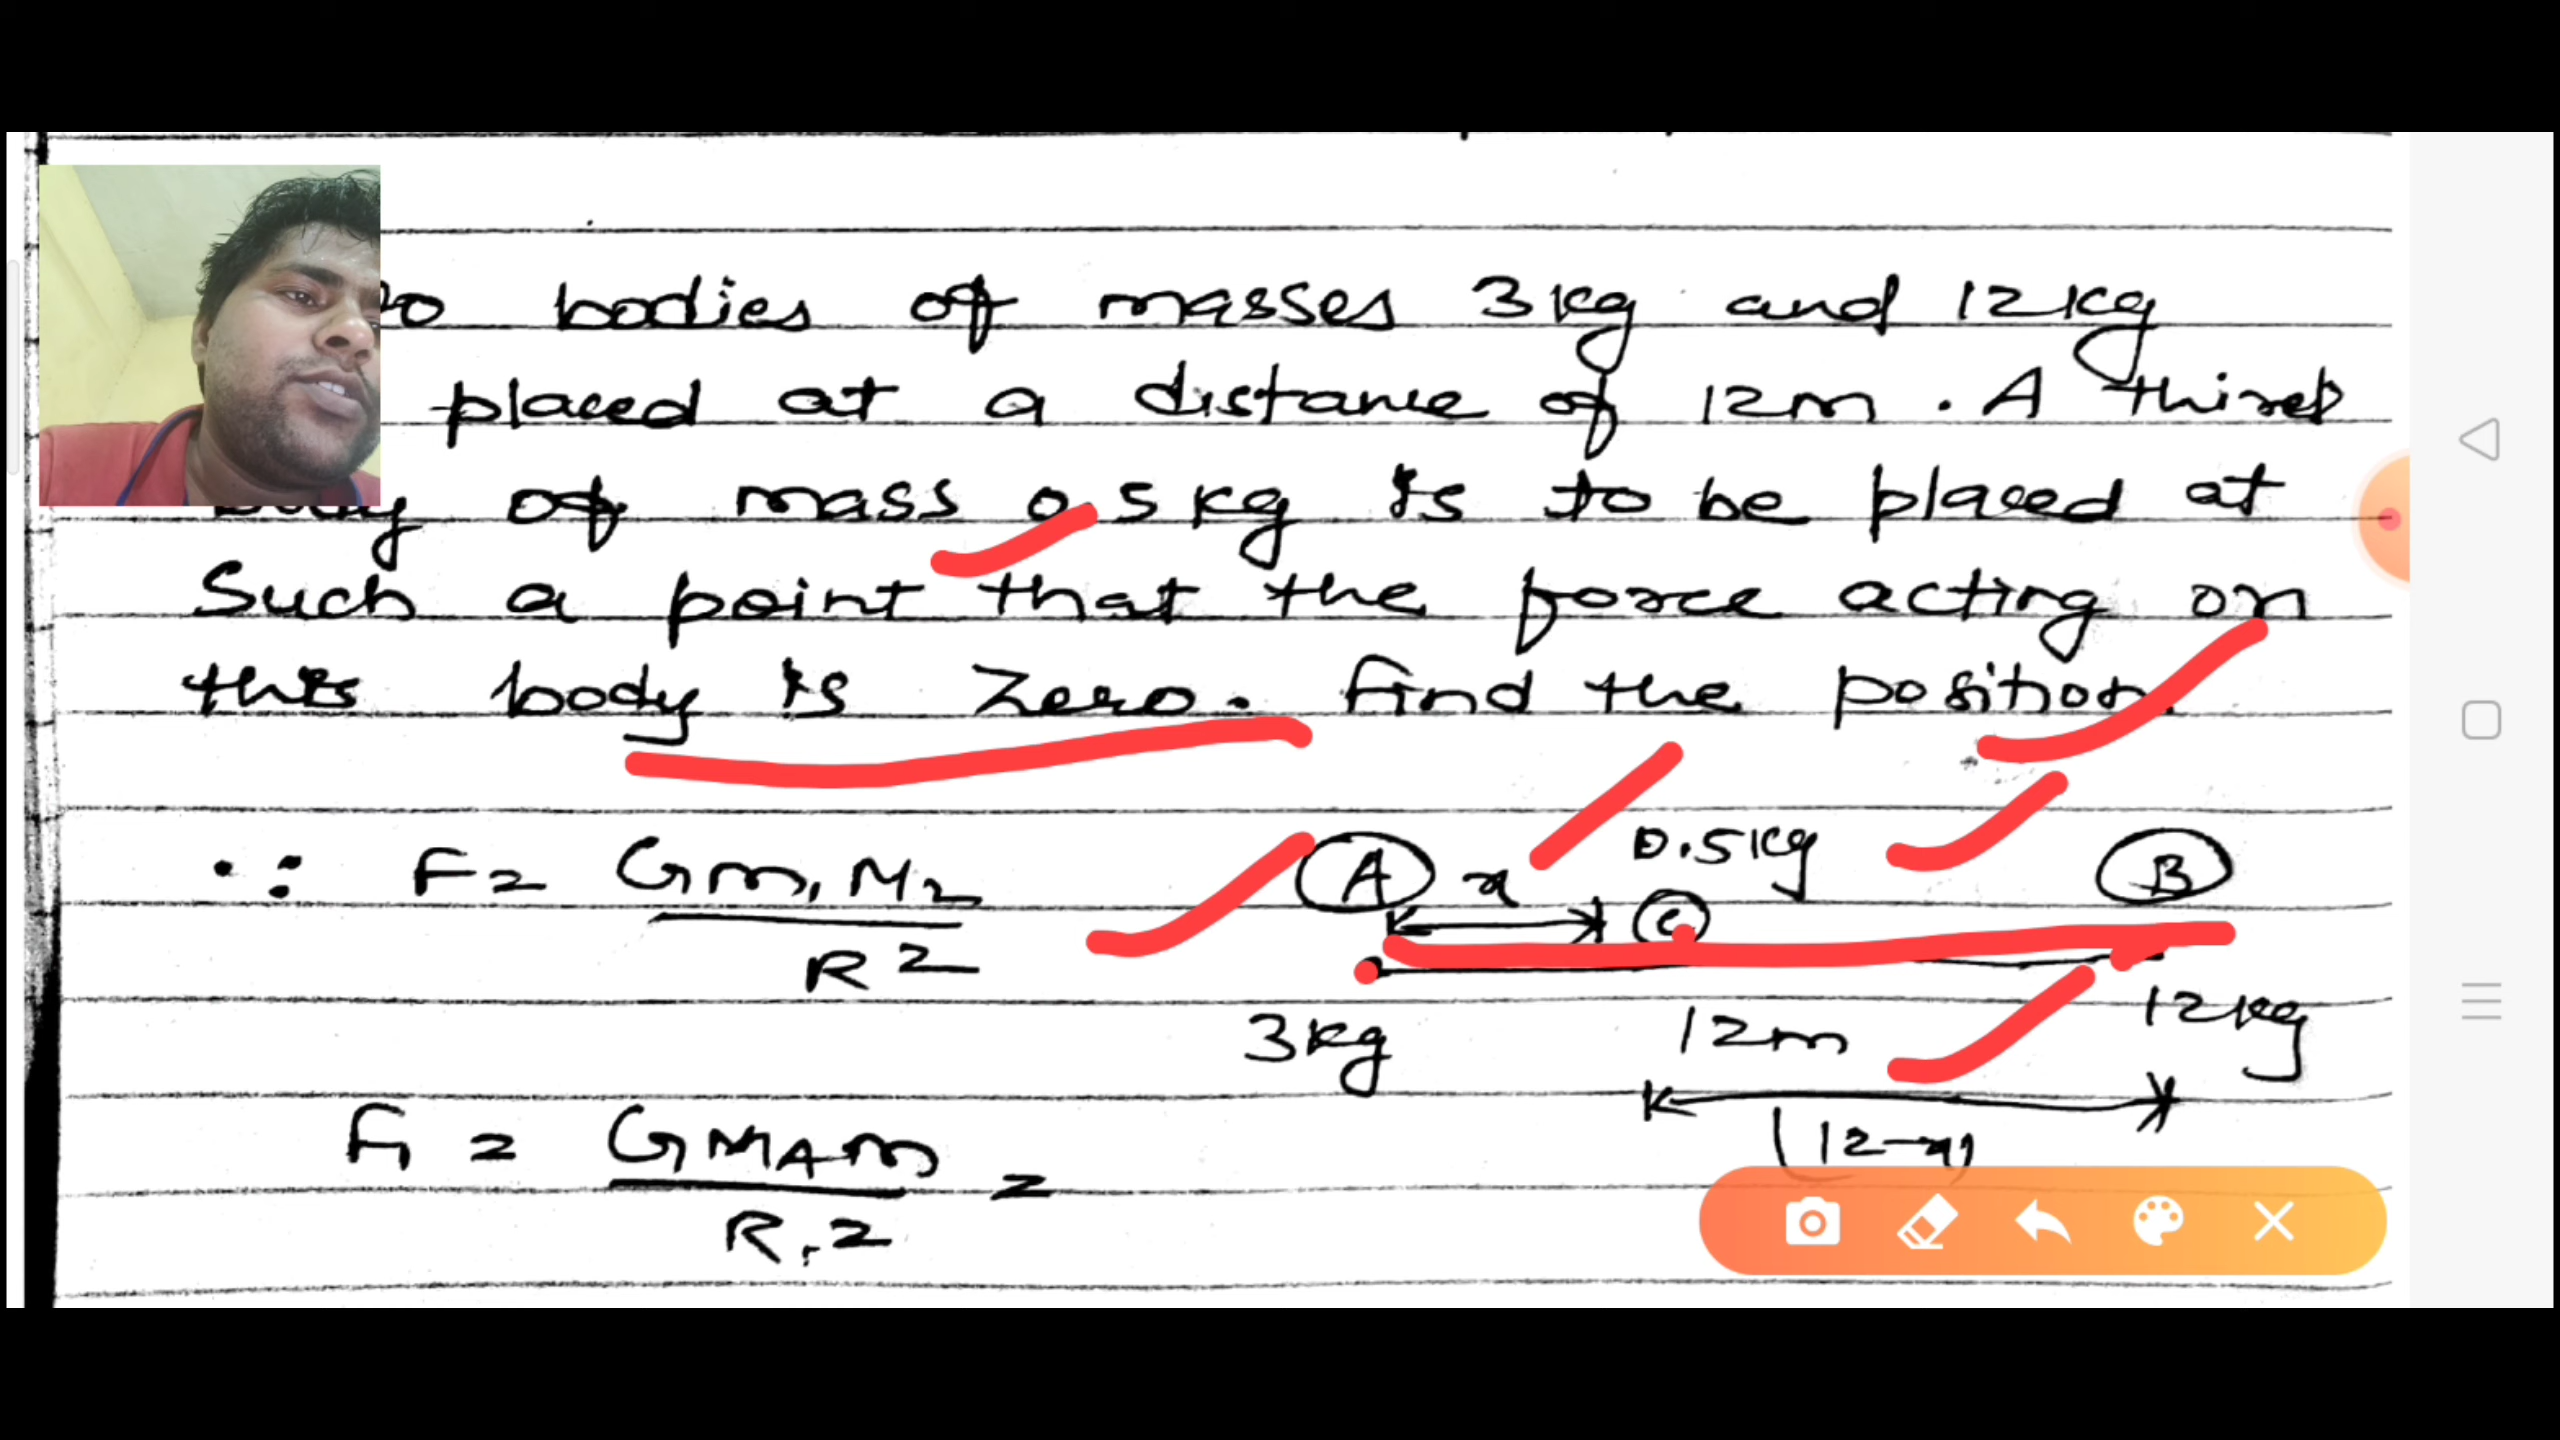 bodies of masses 3kg and 12kg
placed at a distance of 12m. A third
body of mass 0.5kg is to be placed at
Such a point that the force acting on
this body is Zero. find the position.
∵ F = Gm1M2 / R2
A x 0.5kg B
C
3kg 12m 12kg
F1 = GMAm / R12 =
(12-x)